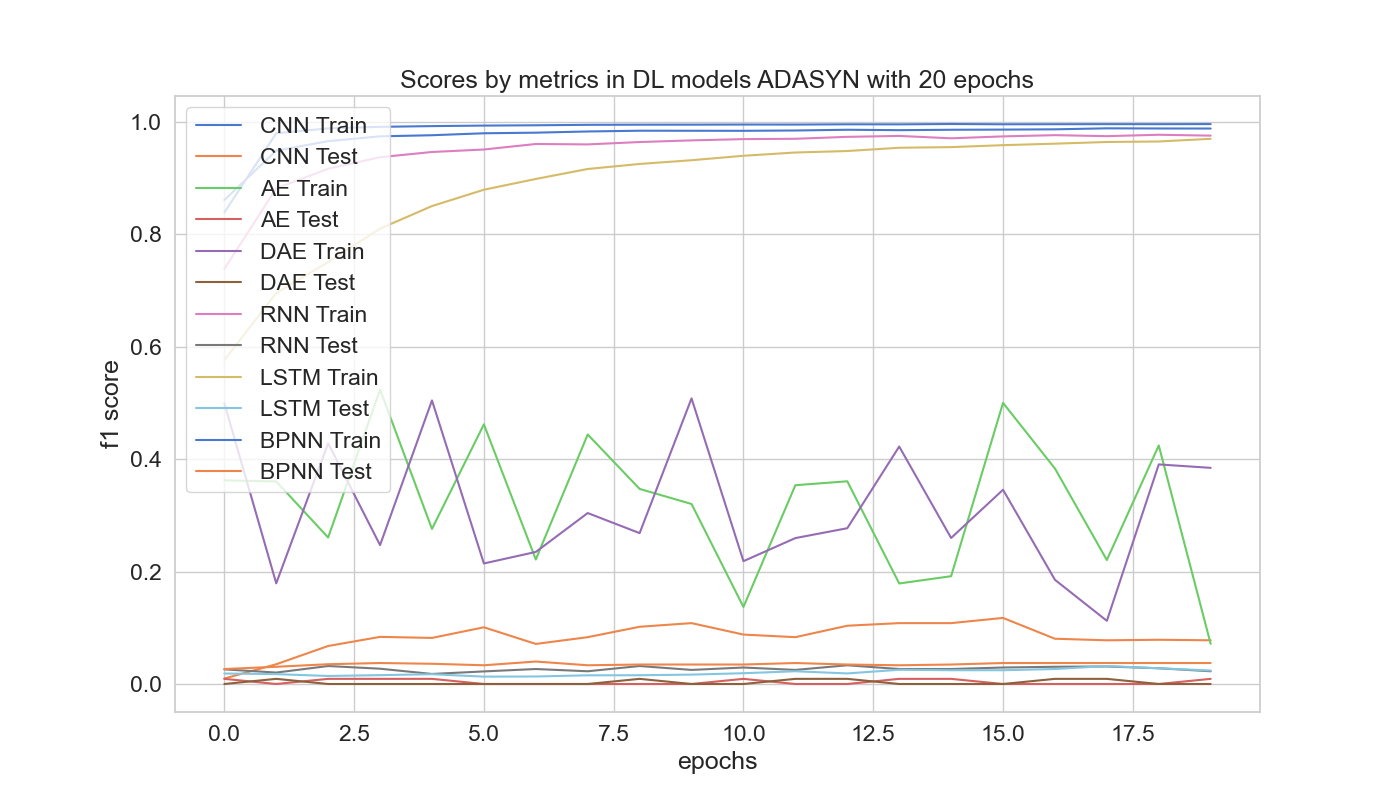 Scores by metrics in DL models ADASYN with 20 epochs
1.0
0.8
0.6
0.4
0.2
0.0
f1 score
CNN Train
CNN Test
AE Train
AE Test
DAE Train
DAE Test
RNN Train
RNN Test
LSTM Train
LSTM Test
BPNN Train
BPNN Test
0.0 2.5 5.0 7.5 10.0 12.5 15.0 17.5
epochs